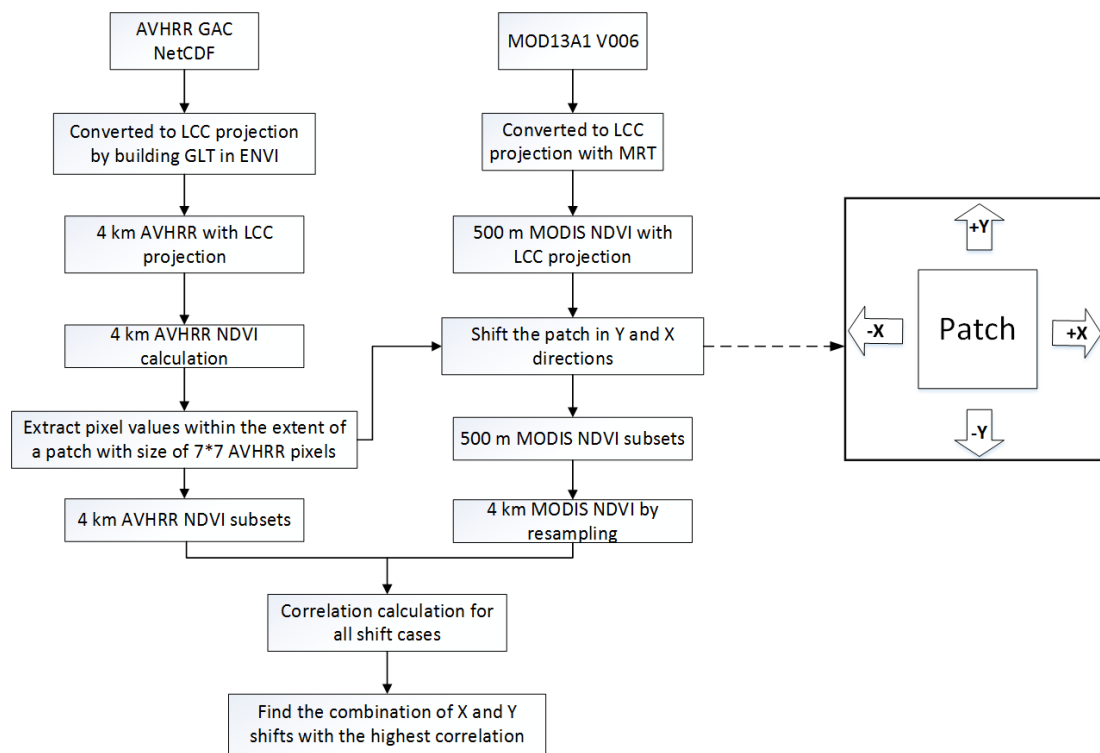 AVHRR GAC
NetCDF
Converted to LCC projection
by building GLT in ENVI
4 km AVHRR with LCC
projection
4 km AVHRR NDVI
calculation
Extract pixel values within the extent of
a patch with size of 7*7 AVHRR pixels
4 km AVHRR NDVI subsets
MOD13A1 V006
Converted to LCC
projection with MRT
500 m MODIS NDVI with
LCC projection
Shift the patch in Y and X
directions
500 m MODIS NDVI subsets
4 km MODIS NDVI by
resampling
Correlation calculation for
all shift cases
Find the combination of X and Y
shifts with the highest correlation
+Y
-X
Patch
+X
-Y